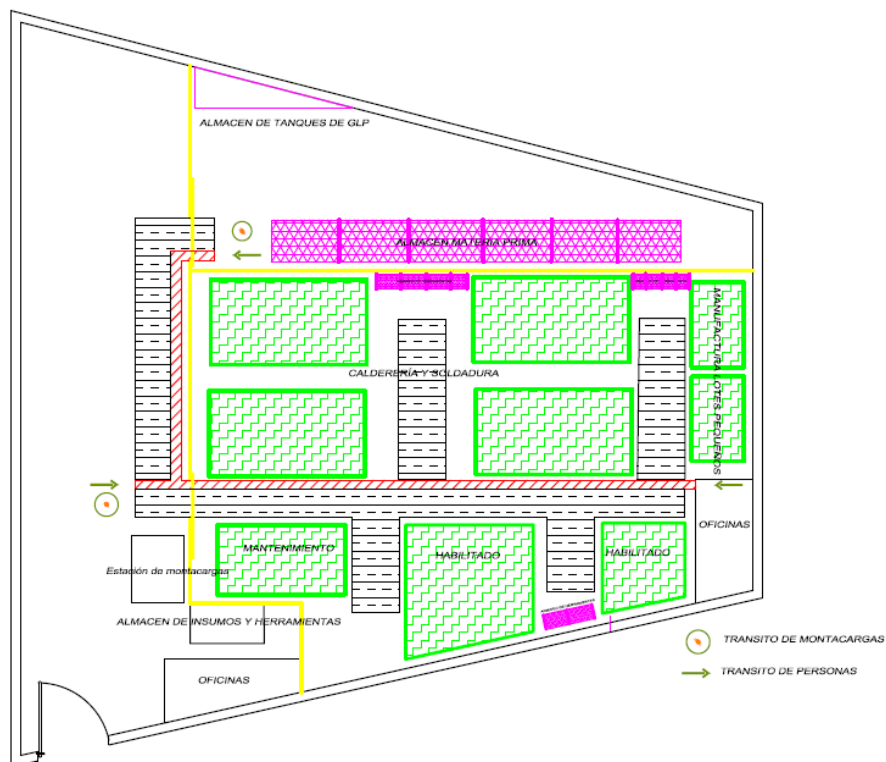 ALMACEN DE TANQUES DE GLP
ALMACEN MATERIA PRIMA
MANUFACTURA LOTES PEQUEÑOS
CALDERERÍA Y SOLDADURA
OFICINAS
MANTENIMIENTO
HABILITADO
HABILITADO
Estación de montacargas
ALMACEN DE INSUMOS Y HERRAMIENTAS
OFICINAS
TRANSITO DE MONTACARGAS
TRANSITO DE PERSONAS